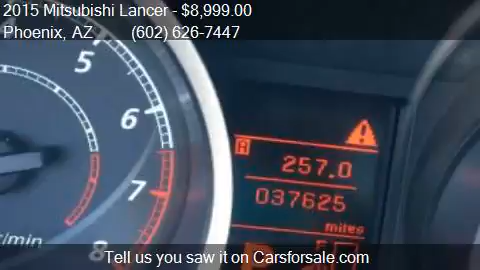 2015 Mitsubishi Lancer - $8,999.00
Phoenix, AZ (602) 626-7447
5
6
7
8
r/min
A
257.0
037625
miles
P
F
Tell us you saw it on Carsforsale.com